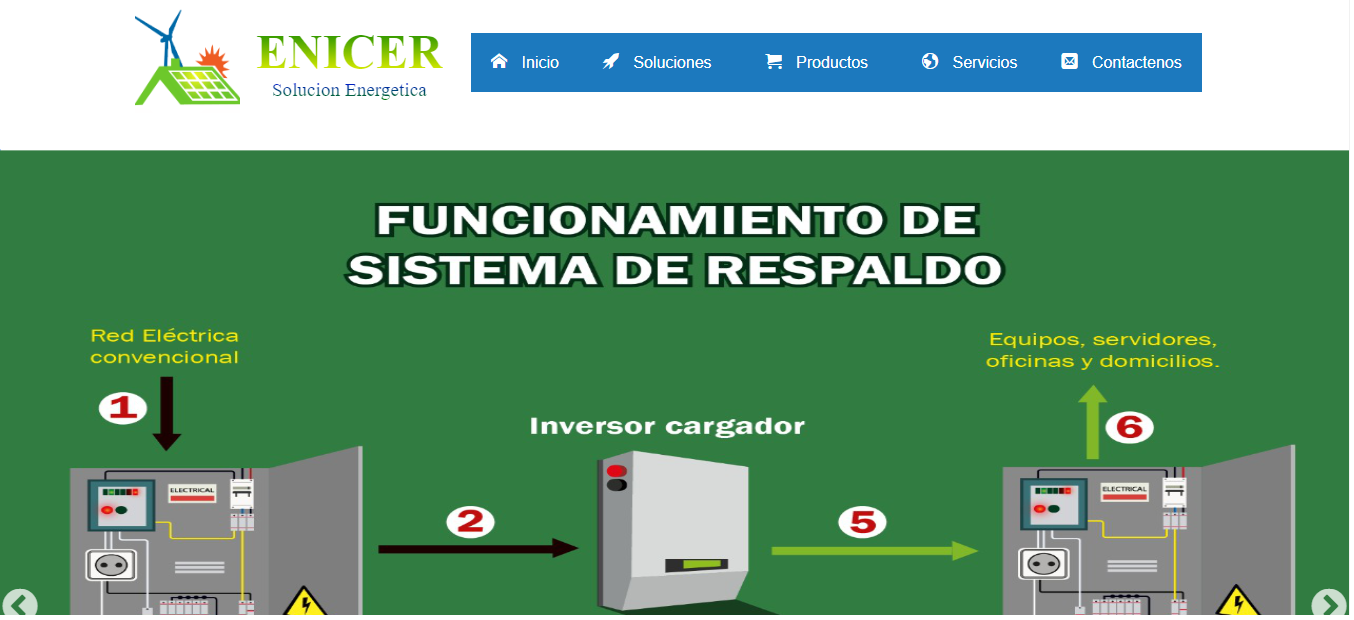 ENICER
Solucion Energetica
Inicio
Soluciones
Productos
Servicios
Contactenos
FUNCIONAMIENTO DE
SISTEMA DE RESPALDO
Red Eléctrica
convencional
Equipos, servidores,
oficinas y domicilios.
1
6
Inversor cargador
ELECTRICAL
ELECTRICAL
2
5